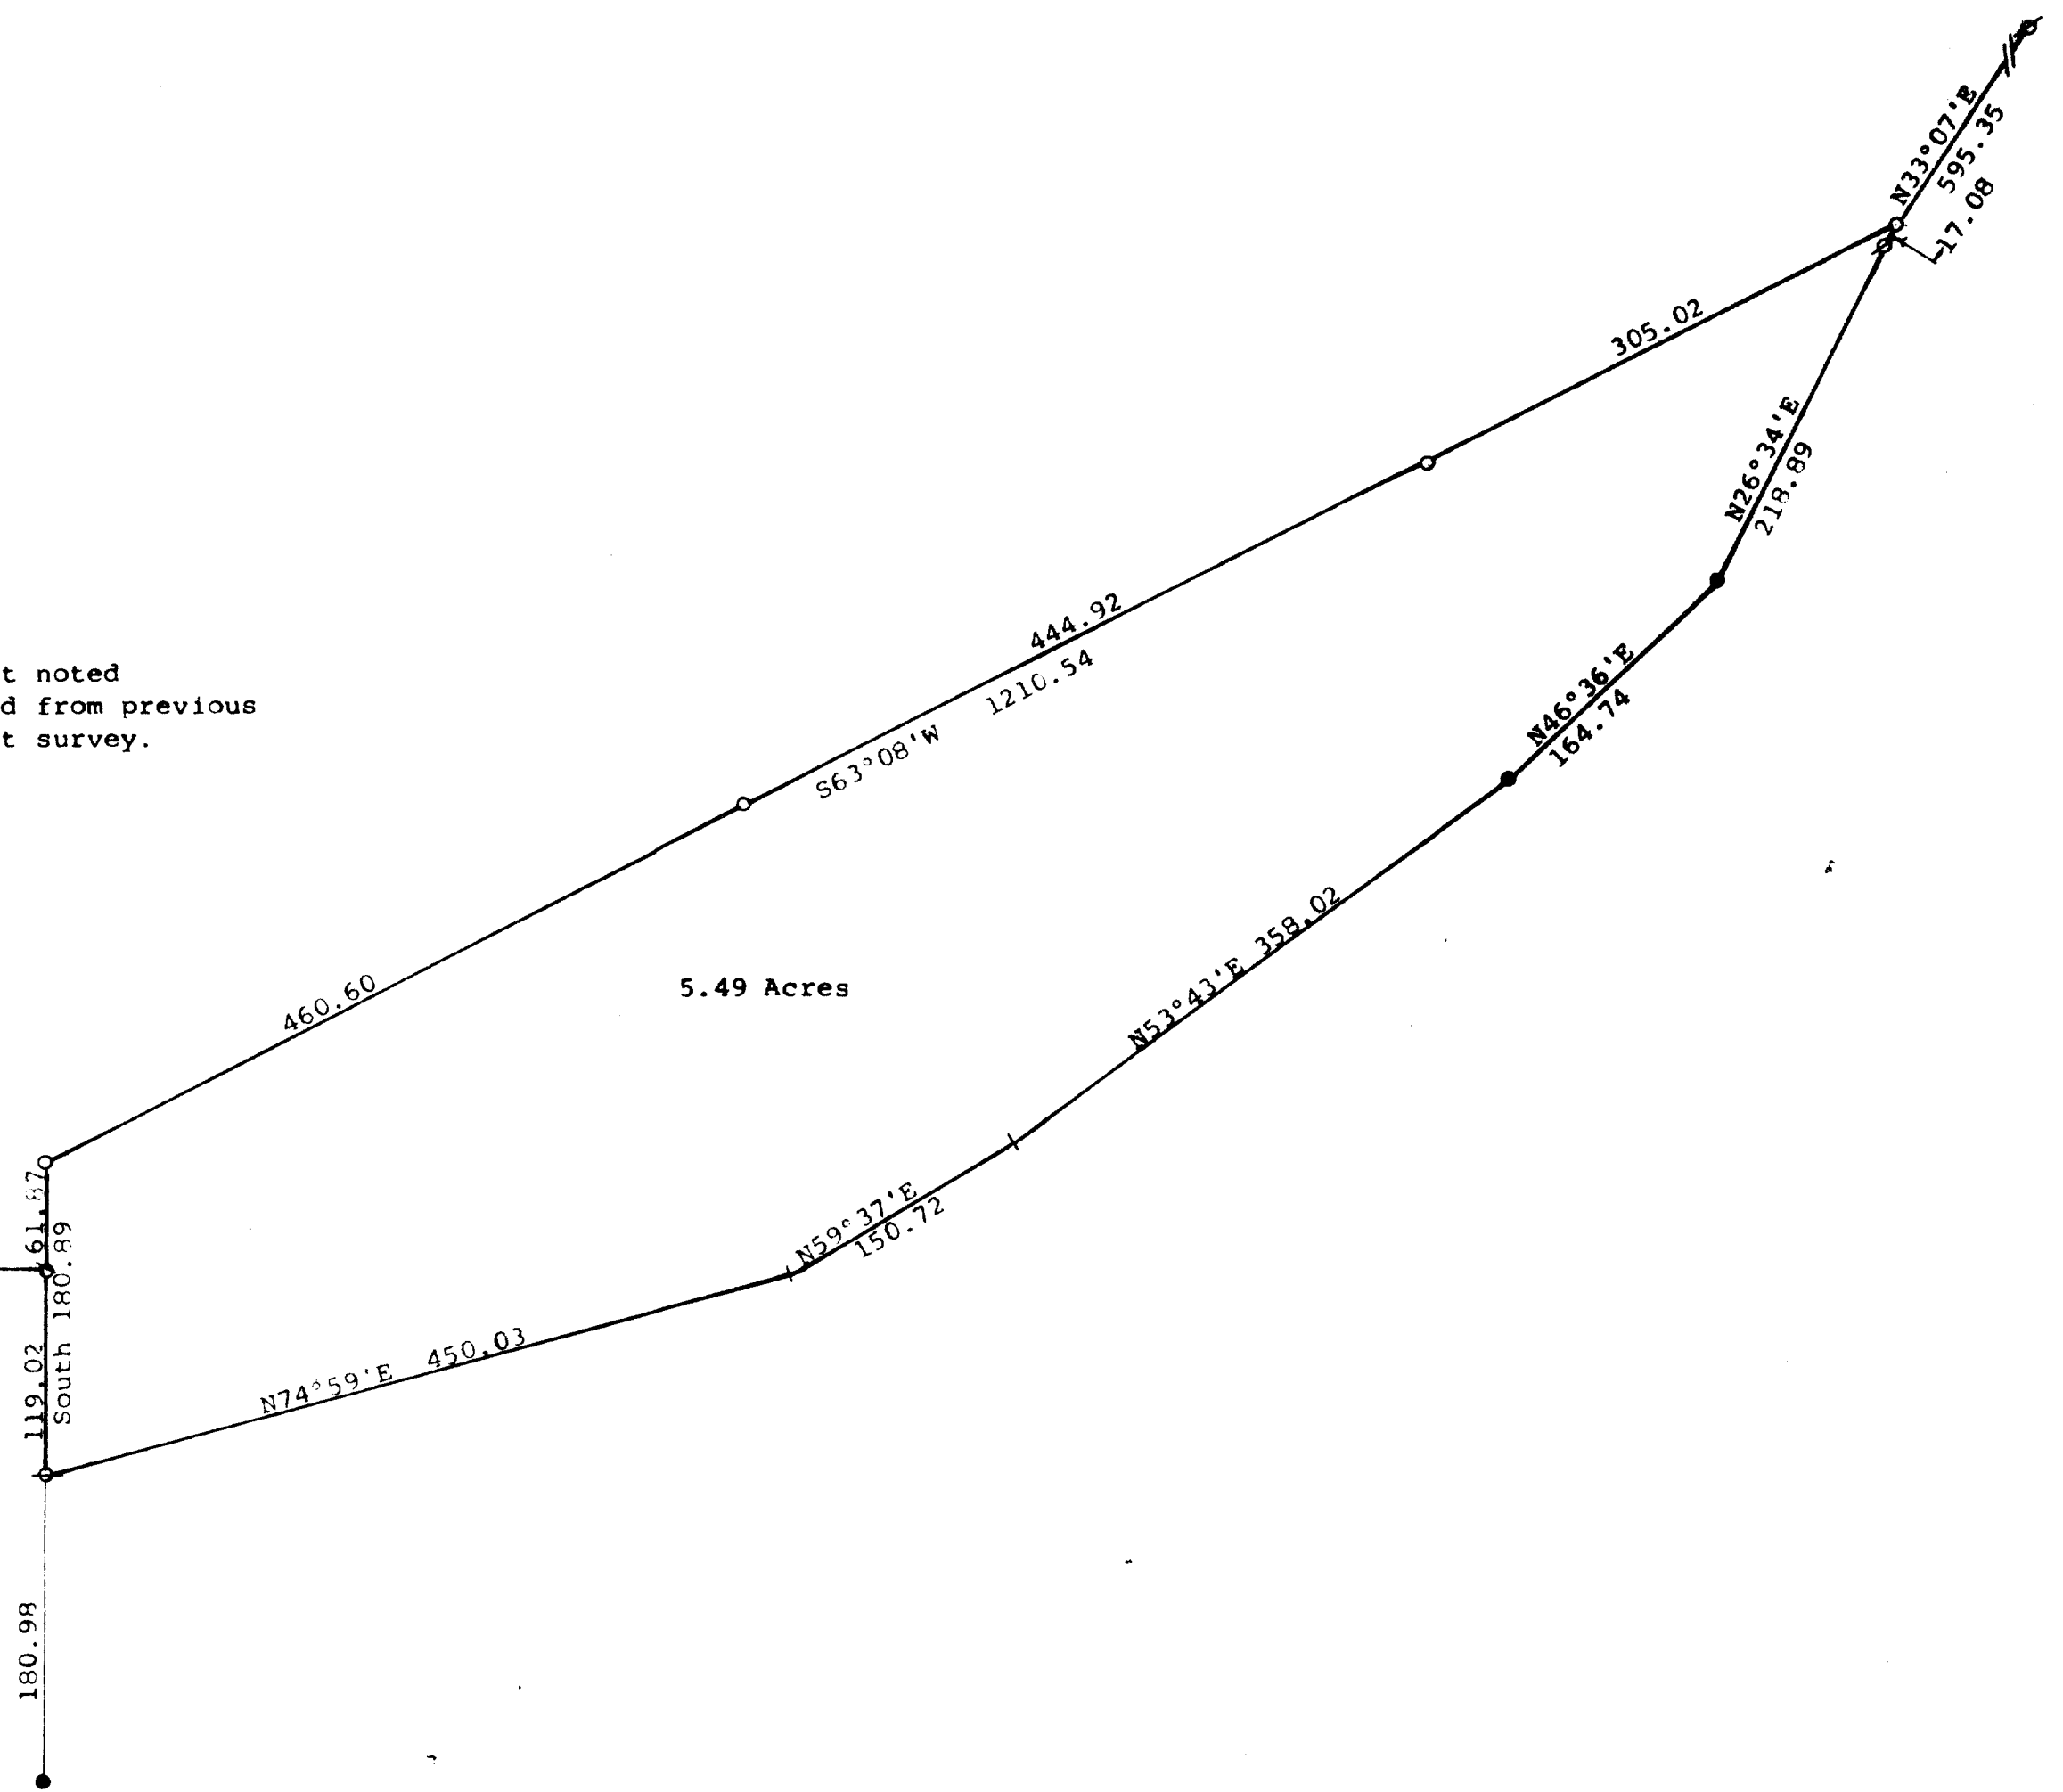 N33°07'E
595.35
17.08
305.02
N26°34'E
218.89
444.92
1210.54
S63°08'W
t noted
d from previous
t survey.
N46°36'E
164.74
N53°43'E 358.02
460.60
5.49 Acres
61.87
South 180.89
N59°37'E
150.72
119.02
N74°59'E 450.03
180.98